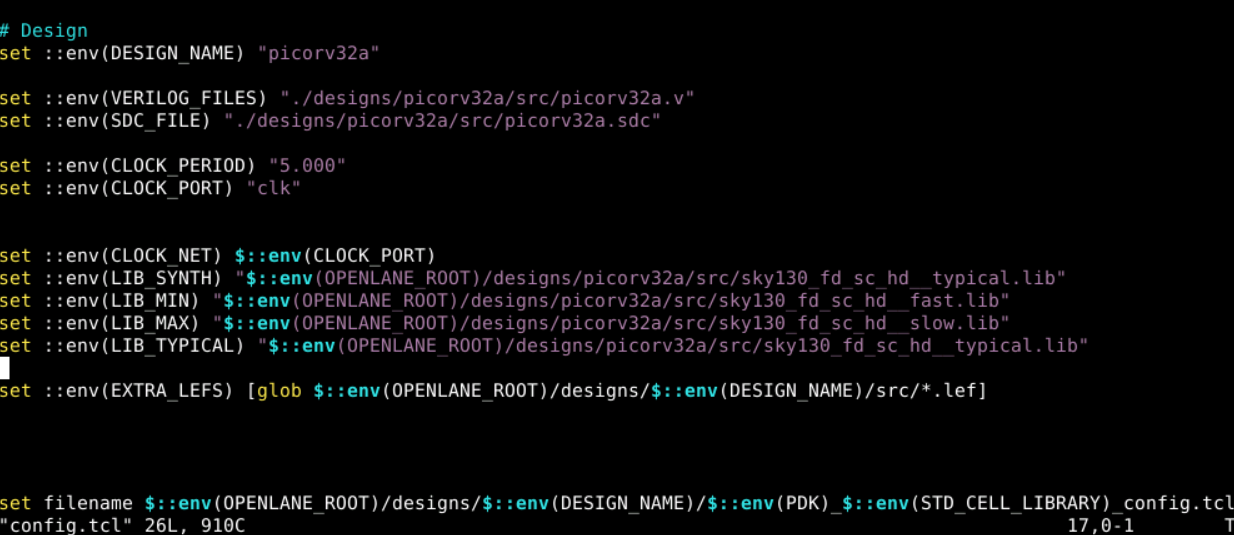 # Design
set ::env(DESIGN_NAME) "picorv32a"
set ::env(VERILOG_FILES) "./designs/picorv32a/src/picorv32a.v"
set ::env(SDC_FILE) "./designs/picorv32a/src/picorv32a.sdc"
set ::env(CLOCK_PERIOD) "5.000"
set ::env(CLOCK_PORT) "clk"
set ::env(CLOCK_NET) $::env(CLOCK_PORT)
set ::env(LIB_SYNTH) "$::env(OPENLANE_ROOT)/designs/picorv32a/src/sky130_fd_sc_hd__typical.lib"
set ::env(LIB_MIN) "$::env(OPENLANE_ROOT)/designs/picorv32a/src/sky130_fd_sc_hd__fast.lib"
set ::env(LIB_MAX) "$::env(OPENLANE_ROOT)/designs/picorv32a/src/sky130_fd_sc_hd__slow.lib"
set ::env(LIB_TYPICAL) "$::env(OPENLANE_ROOT)/designs/picorv32a/src/sky130_fd_sc_hd__typical.lib"
set ::env(EXTRA_LEFS) [glob $::env(OPENLANE_ROOT)/designs/$::env(DESIGN_NAME)/src/*.lef]
set filename $::env(OPENLANE_ROOT)/designs/$::env(DESIGN_NAME)/$::env(PDK)_$::env(STD_CELL_LIBRARY)_config.tcl
"config.tcl" 26L, 910C 17,0-1 T